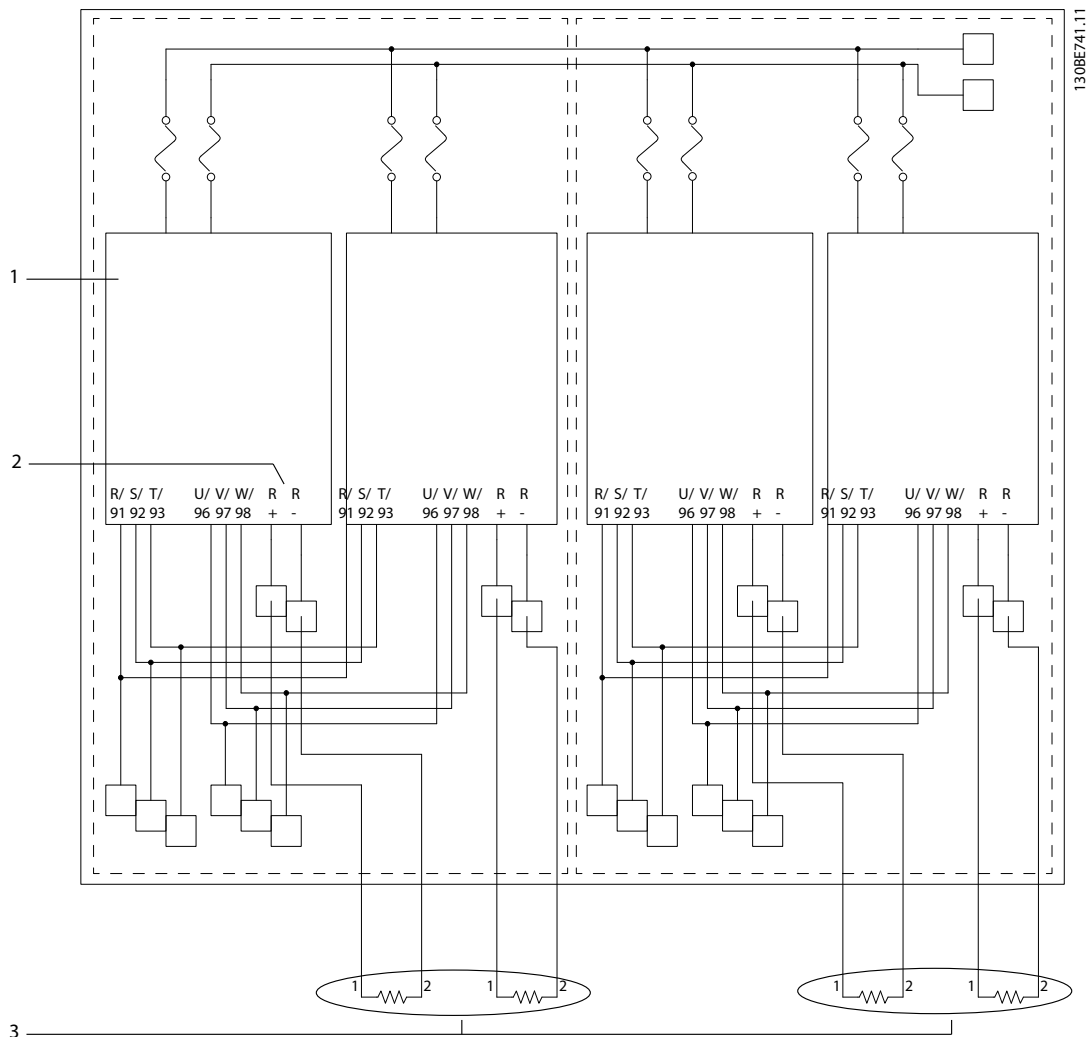 130BE741.11
1
2
R/ S/ T/ U/ V/ W/ R R R/ S/ T/ U/ V/ W/ R R R/ S/ T/ U/ V/ W/ R R R/ S/ T/ U/ V/ W/ R R
91 92 93 96 97 98 + - 91 92 93 96 97 98 + - 91 92 93 96 97 98 + - 91 92 93 96 97 98 + -
1 2 1 2 1 2 1 2
3